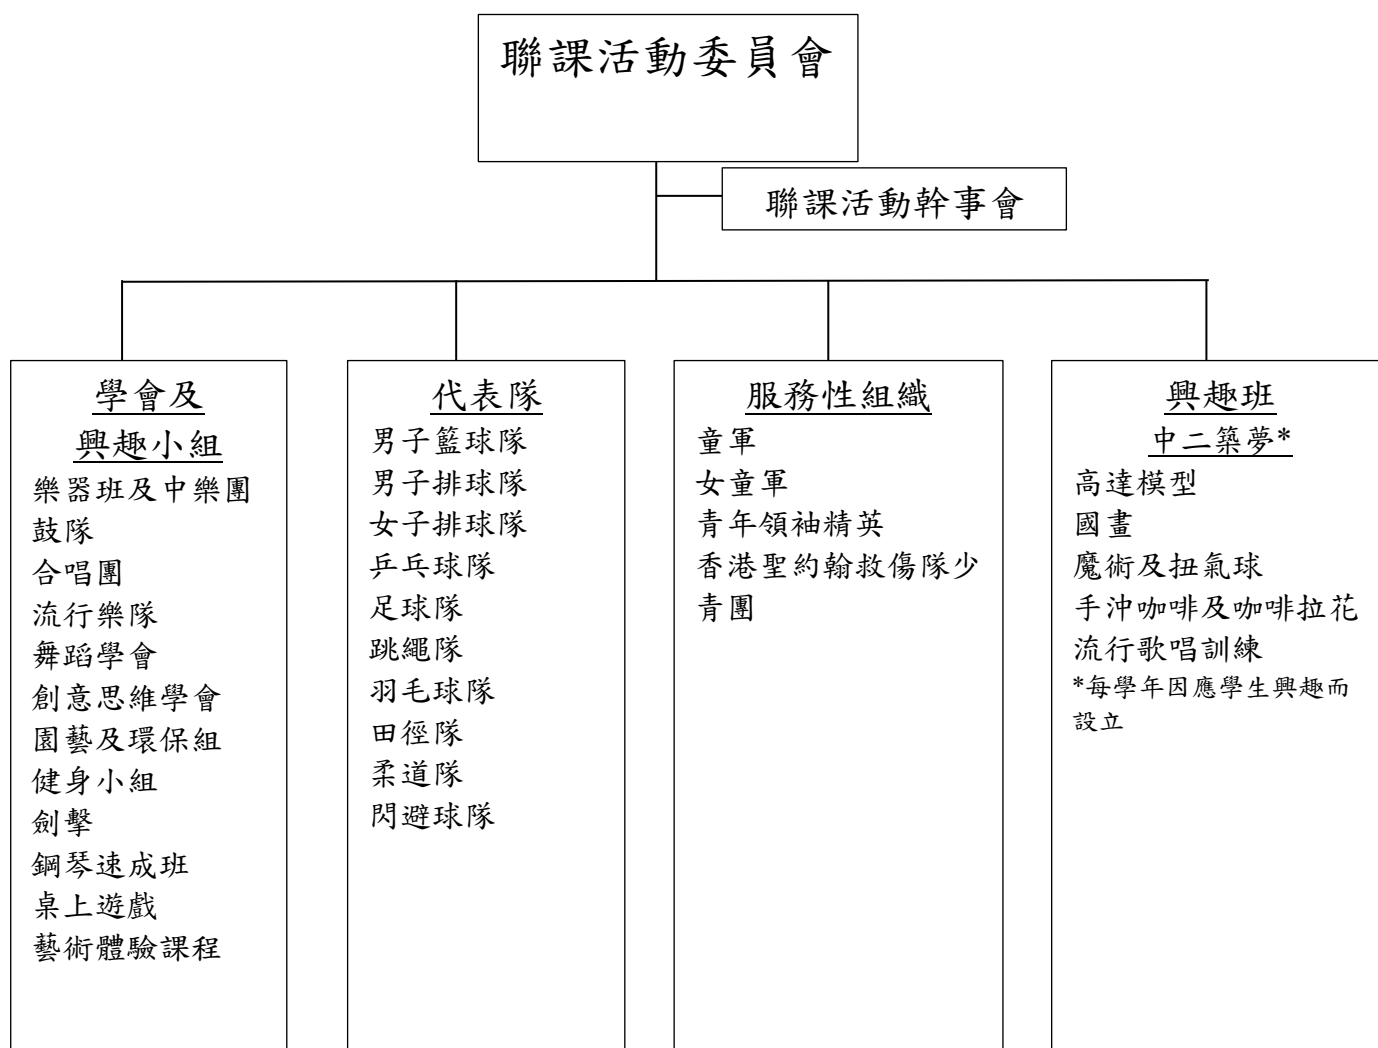 聯課活動委員會
聯課活動幹事會
學會及
興趣小組
樂器班及中樂團
鼓隊
合唱團
流行樂隊
舞蹈學會
創意思維學會
園藝及環保組
健身小組
劍擊
鋼琴速成班
桌上遊戲
藝術體驗課程
代表隊
男子籃球隊
男子排球隊
女子排球隊
乒乓球隊
足球隊
跳繩隊
羽毛球隊
田徑隊
柔道隊
閃避球隊
服務性組織
童軍
女童軍
青年領袖精英
香港聖約翰救傷隊少
青團
興趣班
中二築夢*
高達模型
國畫
魔術及扭氣球
手沖咖啡及咖啡拉花
流行歌唱訓練
*每學年因應學生興趣而
設立